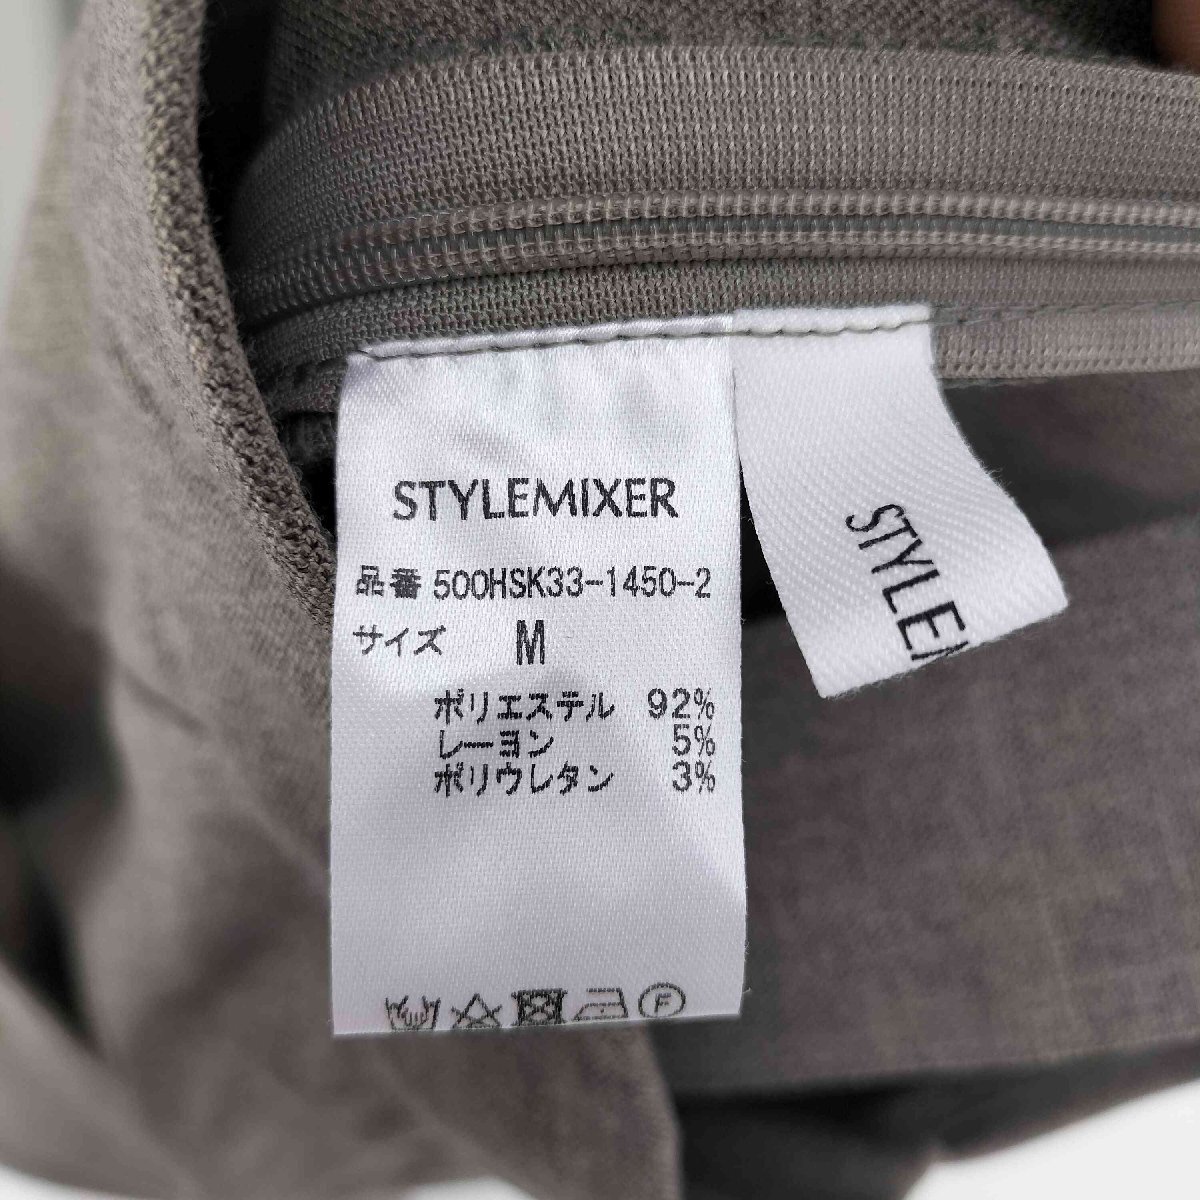 STYLEMIXER
品番 500HSK33-1450-2
サイズ M
ポリエステル 92%
レーヨン 5%
ポリウレタン 3%
F
STYLE